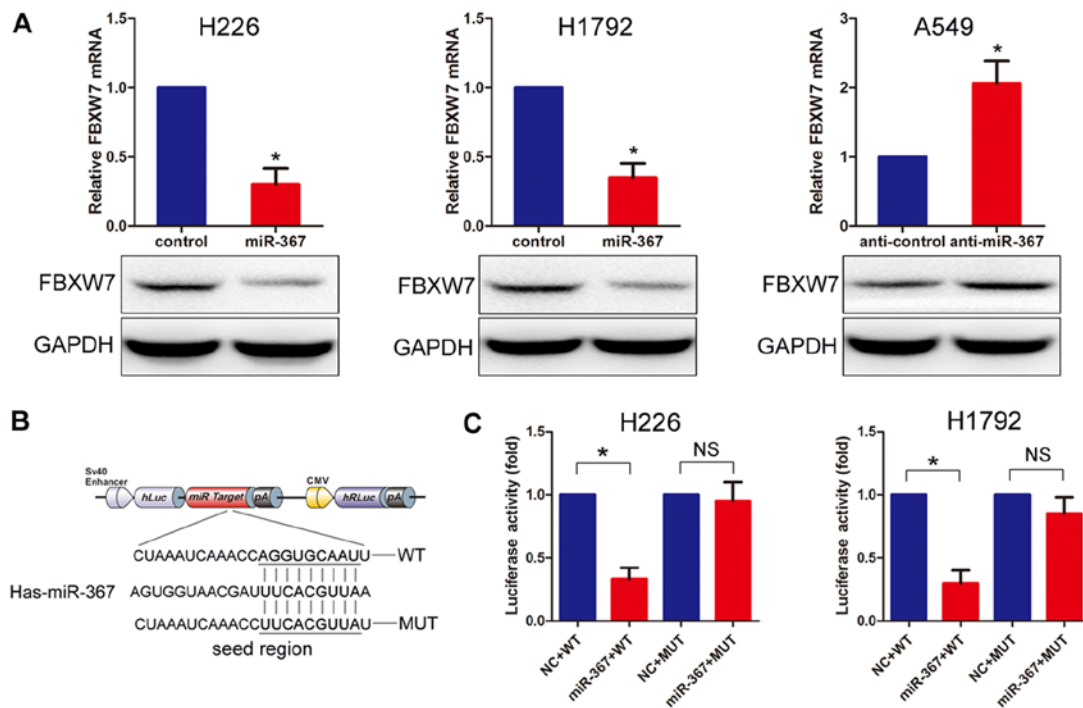 A
H226
Relative FBXW7 mRNA
1.0
0.5
0.0
control miR-367
*
FBXW7
GAPDH
H1792
Relative FBXW7 mRNA
1.0
0.5
0.0
control miR-367
*
FBXW7
GAPDH
A549
Relative FBXW7 mRNA
3
2
1
0
anti-control anti-miR-367
*
FBXW7
GAPDH
B
Sv40
Enhancer
hLuc miR Target pA CMV hRLuc pA
CUAAAUCAAACCAGGUGCAAUU WT
Has-miR-367 AGUGGUAACGAUUUCACGUUAA
CUAAAUCAAACCUUCACGUUAU MUT
seed region
C
H226
Luciferase activity (fold)
1.5
1.0
0.5
0.0
* NS
NC+WT miR-367+WT NC+MUT miR-367+MUT
H1792
Luciferase activity (fold)
1.5
1.0
0.5
0.0
* NS
NC+WT miR-367+WT NC+MUT miR-367+MUT